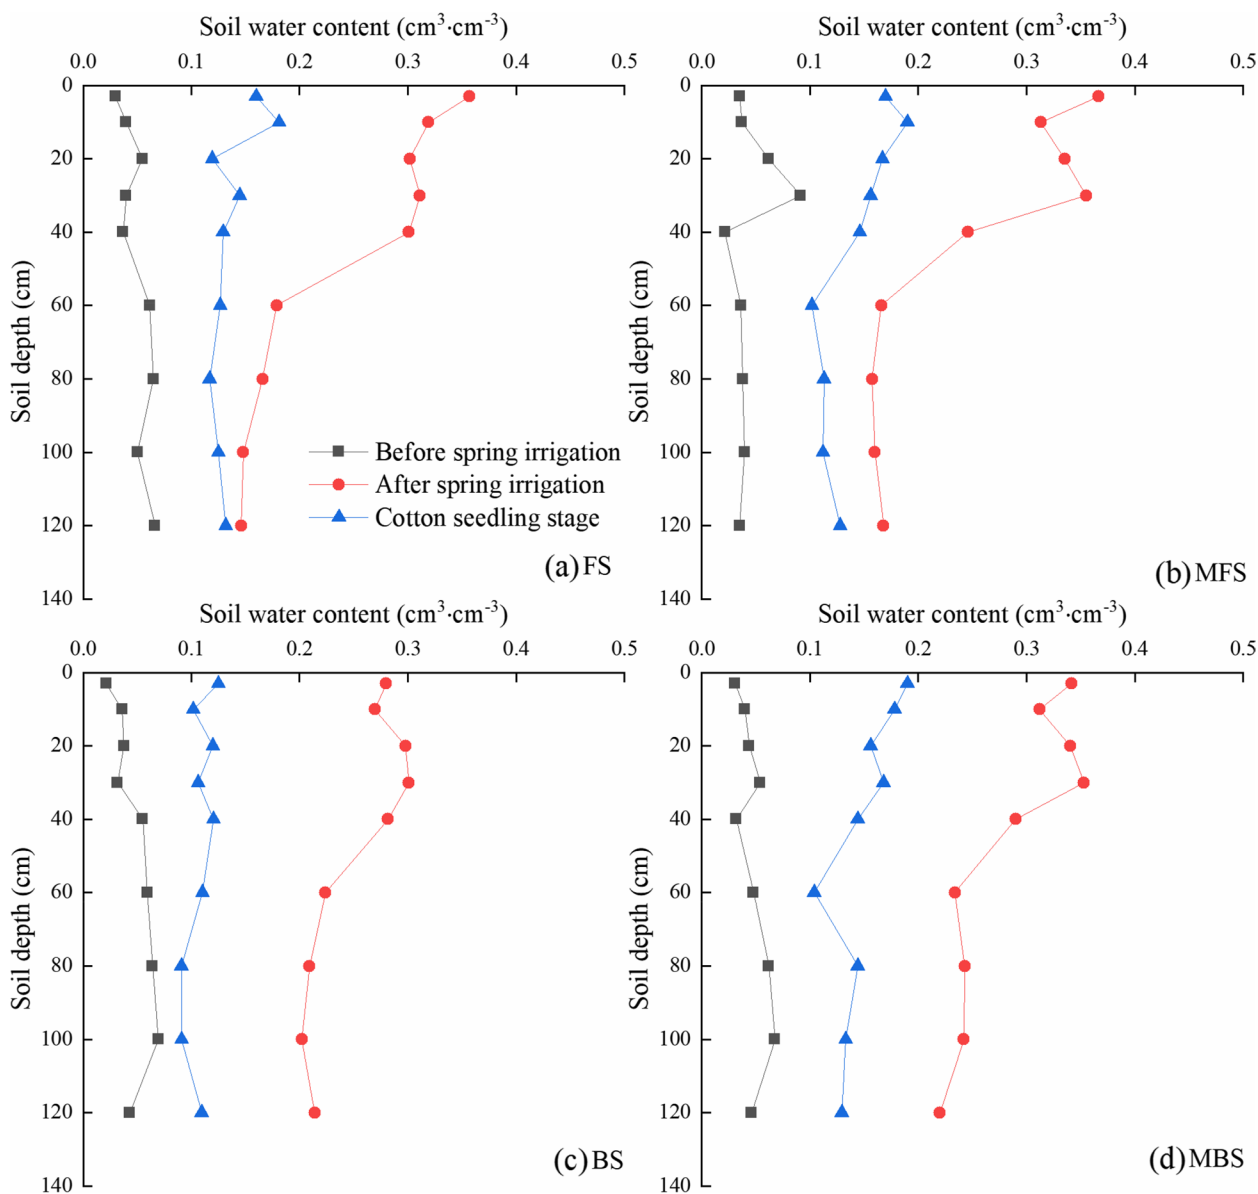 Soil water content (cm³·cm⁻³)
0.0 0.1 0.2 0.3 0.4 0.5
0
20
40
60
80
100
120
140
Soil depth (cm)
Before spring irrigation
After spring irrigation
Cotton seedling stage
(a) FS
Soil water content (cm³·cm⁻³)
0.0 0.1 0.2 0.3 0.4 0.5
0
20
40
60
80
100
120
140
Soil depth (cm)
(b) MFS
Soil water content (cm³·cm⁻³)
0.0 0.1 0.2 0.3 0.4 0.5
0
20
40
60
80
100
120
140
Soil depth (cm)
(c) BS
Soil water content (cm³·cm⁻³)
0.0 0.1 0.2 0.3 0.4 0.5
0
20
40
60
80
100
120
140
Soil depth (cm)
(d) MBS